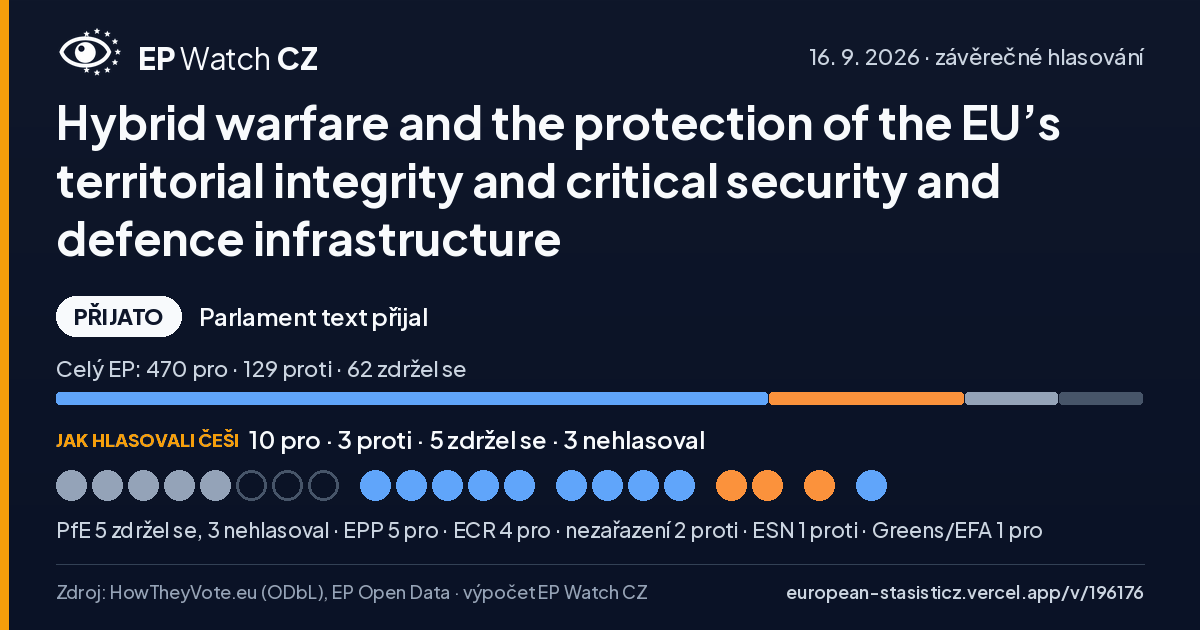 EP Watch CZ
16. 9. 2026 · závěrečné hlasování
Hybrid warfare and the protection of the EU’s
territorial integrity and critical security and
defence infrastructure
PŘIJATO Parlament text přijal
Celý EP: 470 pro · 129 proti · 62 zdržel se
JAK HLASOVALI ČEŠI 10 pro · 3 proti · 5 zdržel se · 3 nehlasoval
PfE 5 zdržel se, 3 nehlasoval · EPP 5 pro · ECR 4 pro · nezařazení 2 proti · ESN 1 proti · Greens/EFA 1 pro
Zdroj: HowTheyVote.eu (ODbL), EP Open Data · výpočet EP Watch CZ
european-stasisticz.vercel.app/v/196176